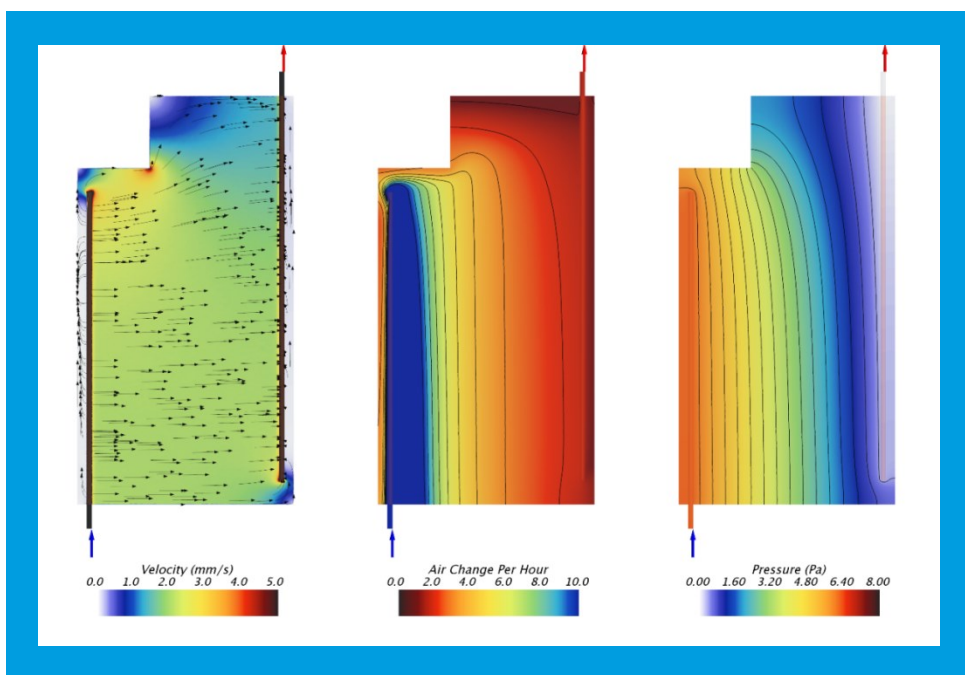 Velocity (mm/s)
0.0 1.0 2.0 3.0 4.0 5.0
Air Change Per Hour
0.0 2.0 4.0 6.0 8.0 10.0
Pressure (Pa)
0.00 1.60 3.20 4.80 6.40 8.00